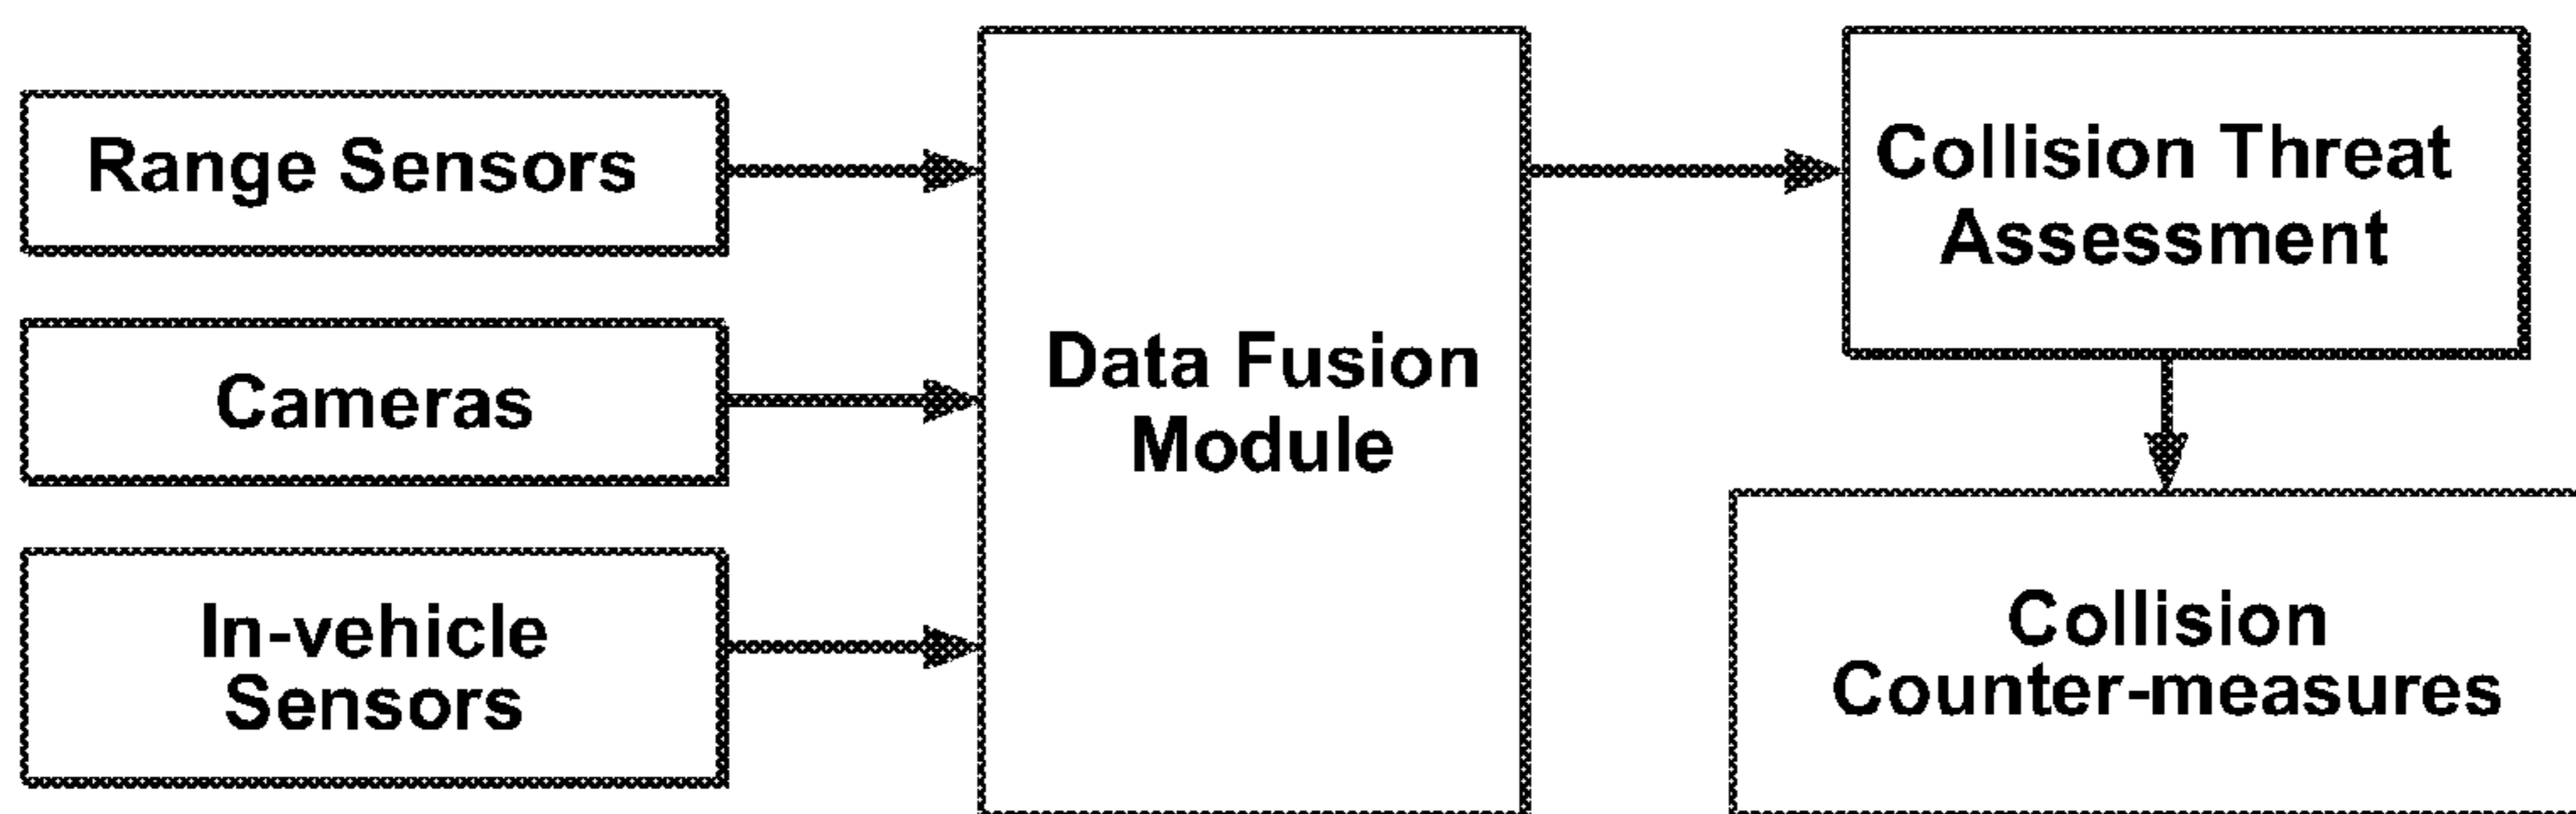 Range Sensors
Cameras
In-vehicle
Sensors
Data Fusion
Module
Collision Threat
Assessment
Collision
Counter-measures